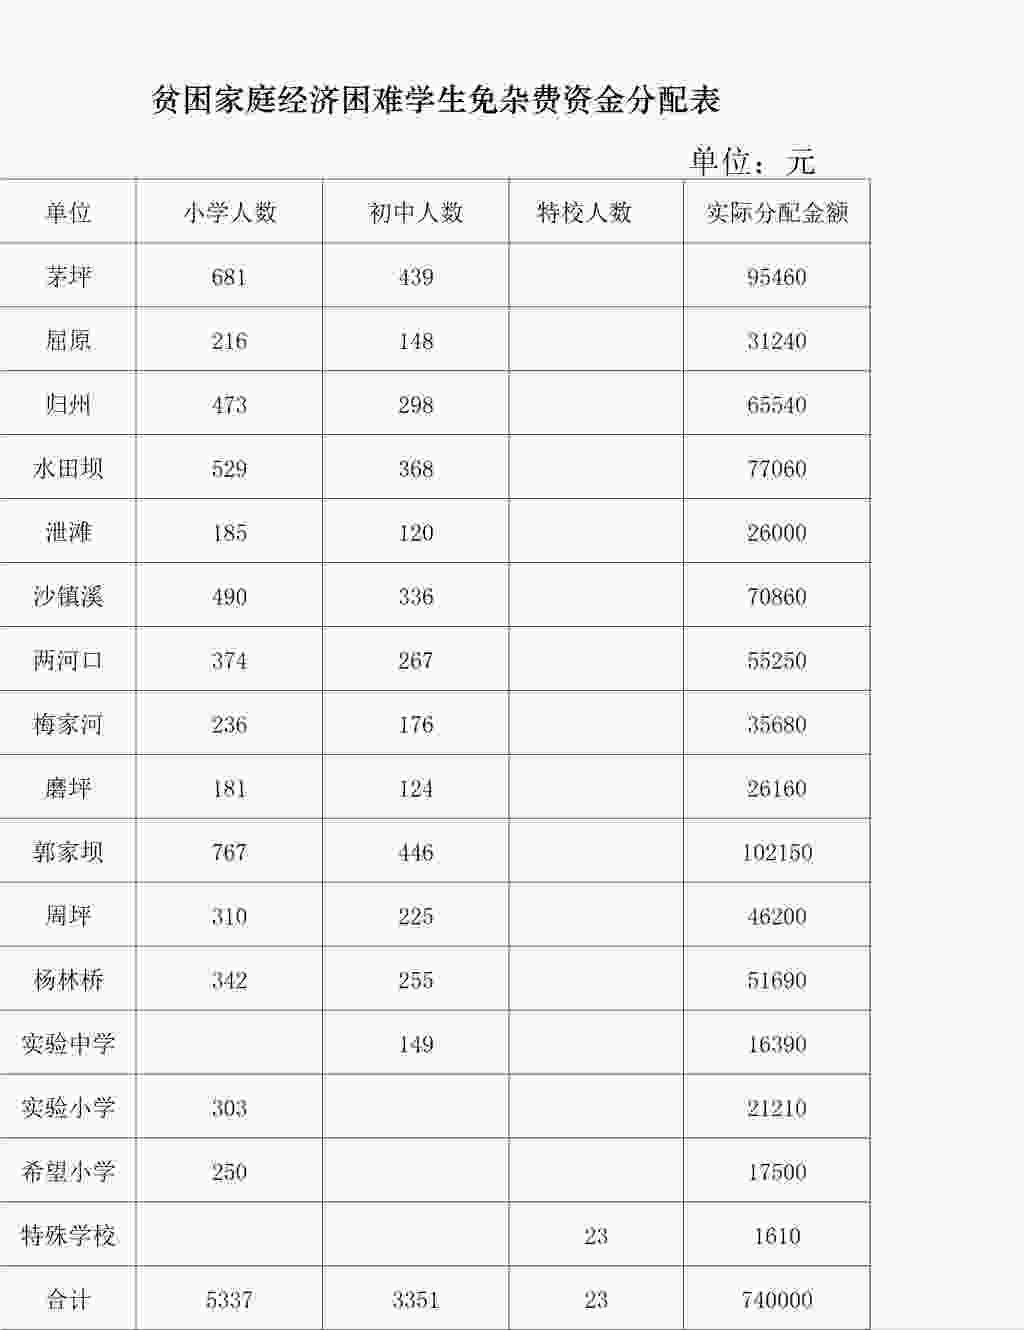 贫困家庭经济困难学生免杂费资金分配表
单位：元
单位 小学人数 初中人数 特校人数 实际分配金额
茅坪 681 439 95460
屈原 216 148 31240
归州 473 298 65540
水田坝 529 368 77060
泄滩 185 120 26000
沙镇溪 490 336 70860
两河口 374 267 55250
梅家河 236 176 35680
磨坪 181 124 26160
郭家坝 767 446 102150
周坪 310 225 46200
杨林桥 342 255 51690
实验中学 149 16390
实验小学 303 21210
希望小学 250 17500
特殊学校 23 1610
合计 5337 3351 23 740000